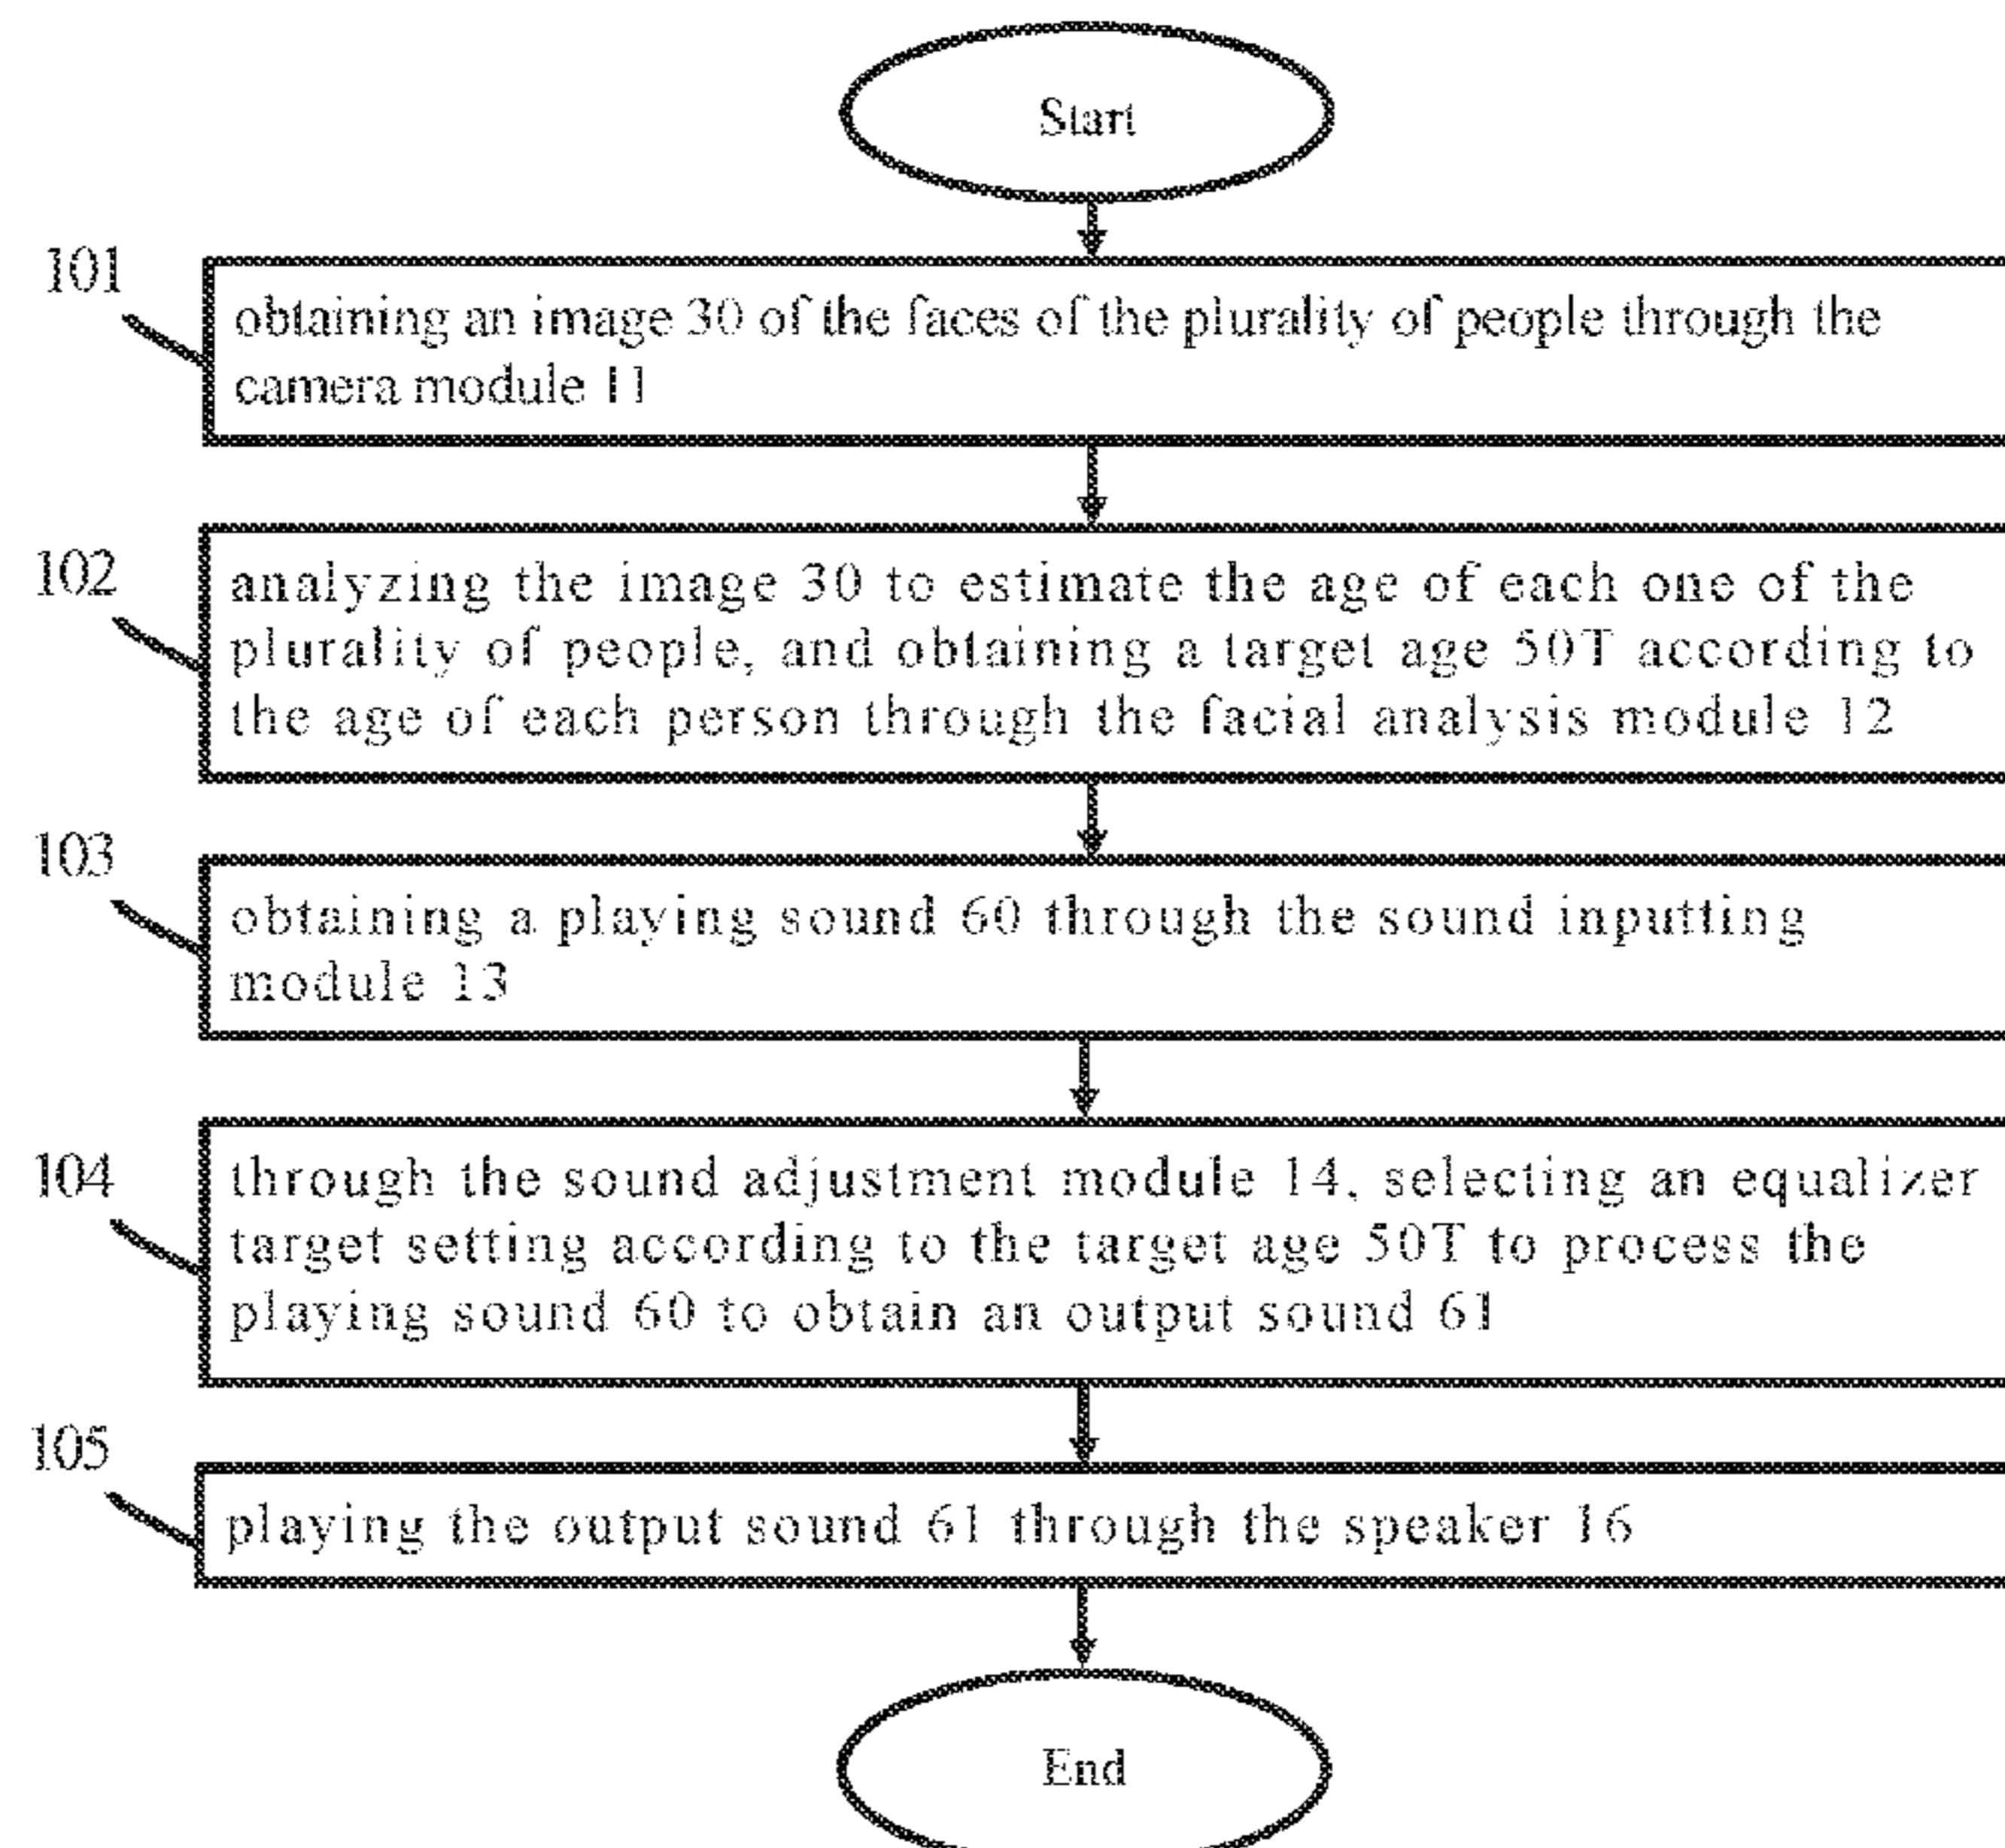 Start
101
obtaining an image 30 of the faces of the plurality of people through the
camera module 11
102
analyzing the image 30 to estimate the age of each one of the
plurality of people, and obtaining a target age 50T according to
the age of each person through the facial analysis module 12
103
obtaining a playing sound 60 through the sound inputting
module 13
104
through the sound adjustment module 14, selecting an equalizer
target setting according to the target age 50T to process the
playing sound 60 to obtain an output sound 61
105
playing the output sound 61 through the speaker 16
End